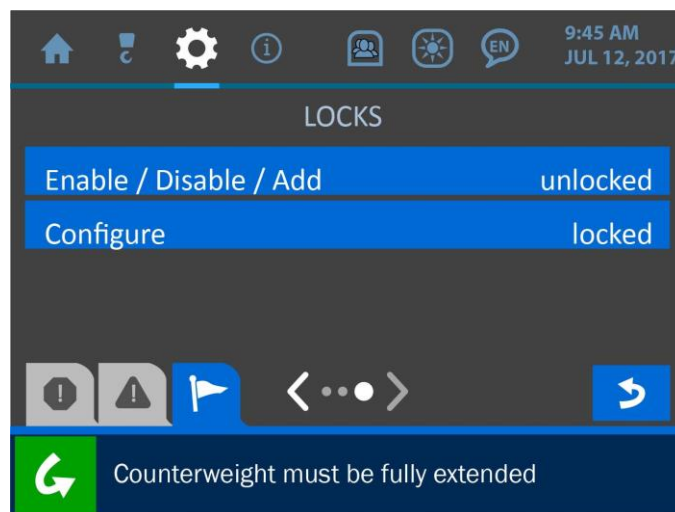 9:45 AM
EN
JUL 12, 2017
LOCKS
Enable / Disable / Add unlocked
Configure locked
Counterweight must be fully extended